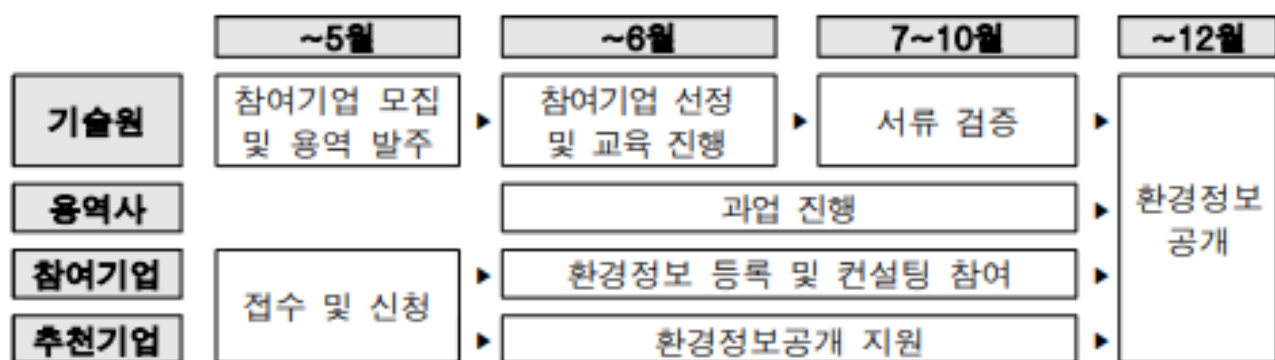 ~5월 ~6월 7~10월 ~12월
기술원
참여기업 모집
및 용역 발주
참여기업 선정
및 교육 진행
서류 검증
환경정보
공개
용역사
과업 진행
참여기업
접수 및 신청
환경정보 등록 및 컨설팅 참여
추천기업
환경정보공개 지원